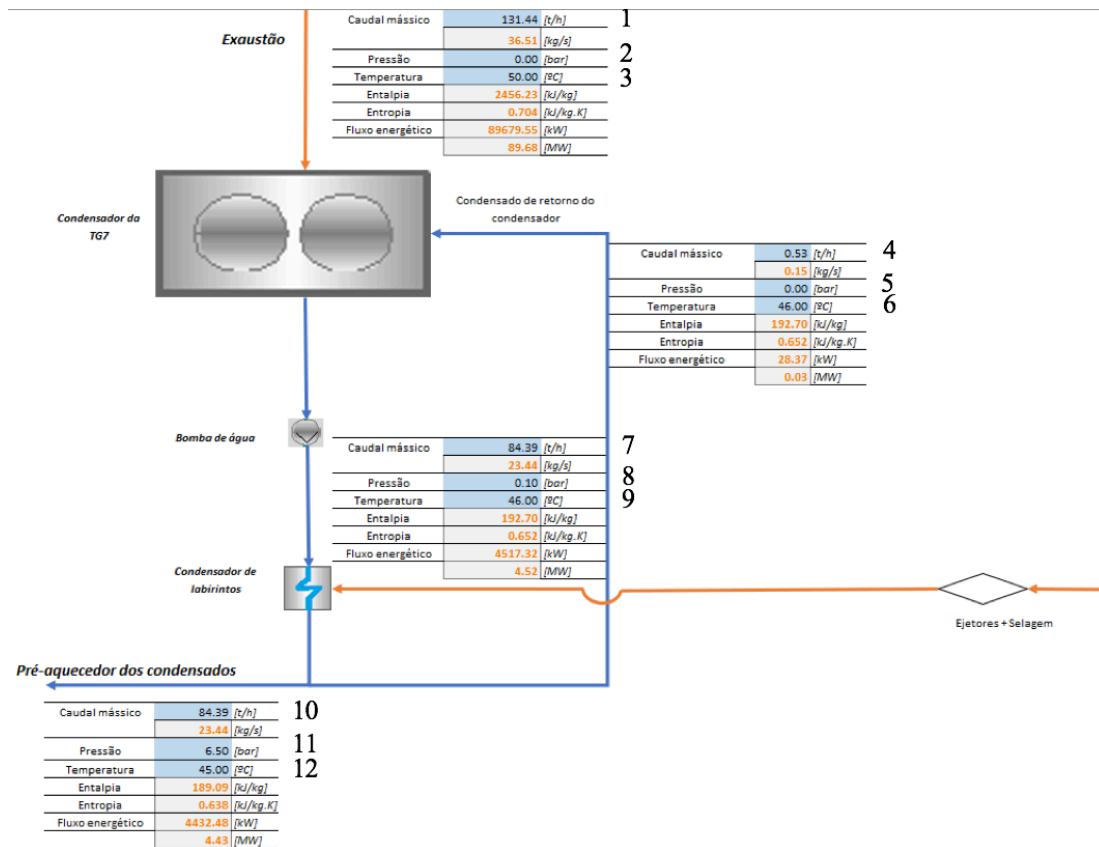 Exaustão
Caudal mássico 131.44 [t/h] 1
36.51 [kg/s]
Pressão 0.00 [bar] 2
Temperatura 50.00 [ºC] 3
Entalpia 2456.23 [kJ/kg]
Entropia 0.704 [kJ/kg.K]
Fluxo energético 89679.55 [kW]
89.68 [MW]
Condensador da
TG7
Condensado de retorno do
condensador
Caudal mássico 0.53 [t/h] 4
0.15 [kg/s]
Pressão 0.00 [bar] 5
Temperatura 46.00 [ºC] 6
Entalpia 192.70 [kJ/kg]
Entropia 0.652 [kJ/kg.K]
Fluxo energético 28.37 [kW]
0.03 [MW]
Bomba de água
Caudal mássico 84.39 [t/h] 7
23.44 [kg/s]
Pressão 0.10 [bar] 8
Temperatura 46.00 [ºC] 9
Entalpia 192.70 [kJ/kg]
Entropia 0.652 [kJ/kg.K]
Fluxo energético 4517.32 [kW]
4.52 [MW]
Condensador de
labirintos
Ejetores + Selagem
Pré-aquecedor dos condensados
Caudal mássico 84.39 [t/h] 10
23.44 [kg/s]
Pressão 6.50 [bar] 11
Temperatura 45.00 [ºC] 12
Entalpia 189.09 [kJ/kg]
Entropia 0.638 [kJ/kg.K]
Fluxo energético 4432.48 [kW]
4.43 [MW]